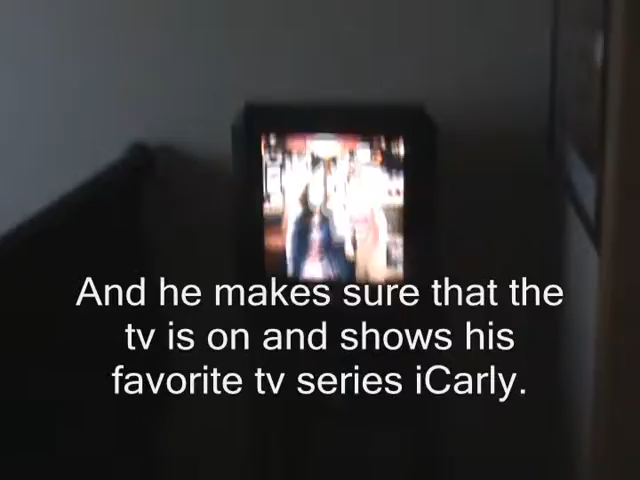 And he makes sure that the
tv is on and shows his
favorite tv series iCarly.